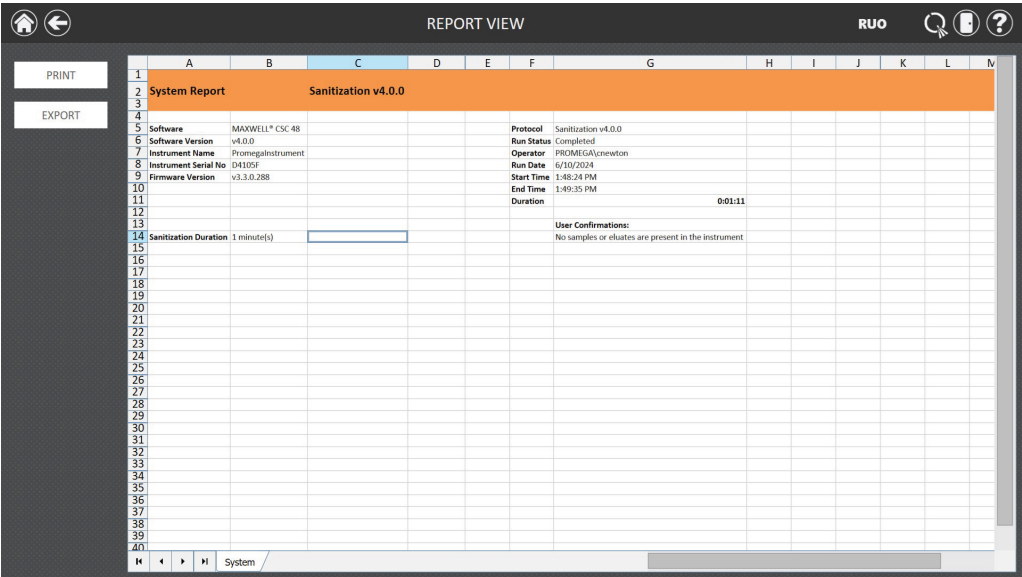 REPORT VIEW
RUO
PRINT
EXPORT
A B C D E F G H I J K L M
1
2 System Report Sanitization v4.0.0
3
4
5 Software MAXWELL® CSC 48 Protocol Sanitization v4.0.0
6 Software Version v4.0.0 Run Status Completed
7 Instrument Name PromegaInstrument Operator PROMEGA\cnewton
8 Instrument Serial No D4105F Run Date 6/10/2024
9 Firmware Version v3.3.0.288 Start Time 1:48:24 PM
10 End Time 1:49:35 PM
11 Duration 0:01:11
12
13 User Confirmations:
14 Sanitization Duration 1 minute(s) No samples or eluates are present in the instrument
15
16
17
18
19
20
21
22
23
24
25
26
27
28
29
30
31
32
33
34
35
36
37
38
39
40
System